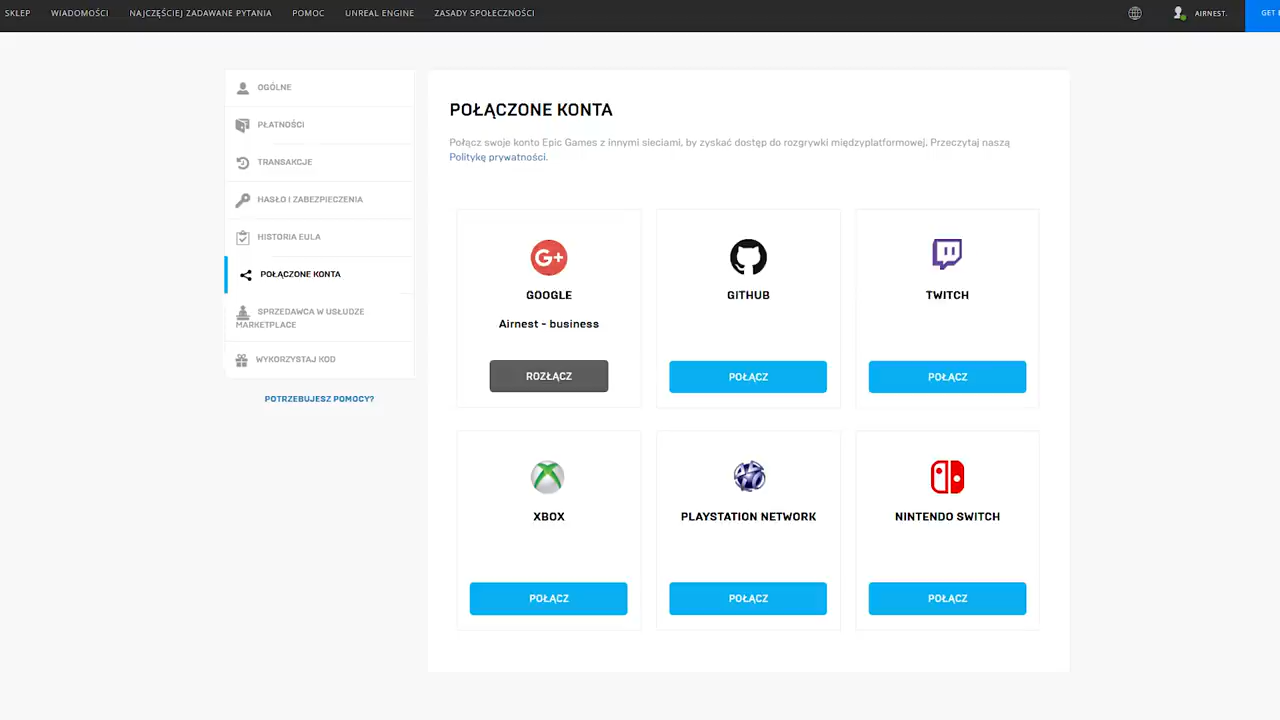 SKLEP WIADOMOŚCI NAJCZĘŚCIEJ ZADAWANE PYTANIA POMOC UNREAL ENGINE ZASADY SPOŁECZNOŚCI AIRNEST. GET
OGÓLNE
PŁATNOŚCI
TRANSAKCJE
HASŁO I ZABEZPIECZENIA
HISTORIA EULA
POŁĄCZONE KONTA
SPRZEDAWCA W USŁUDZE
MARKETPLACE
WYKORZYSTAJ KOD
POTRZEBUJESZ POMOCY?
POŁĄCZONE KONTA
Połącz swoje konto Epic Games z innymi sieciami, by zyskać dostęp do rozgrywki międzyplatformowej. Przeczytaj naszą
Politykę prywatności.
GOOGLE
Airnest - business
ROZŁĄCZ
GITHUB
POŁĄCZ
TWITCH
POŁĄCZ
XBOX
POŁĄCZ
PLAYSTATION NETWORK
POŁĄCZ
NINTENDO SWITCH
POŁĄCZ